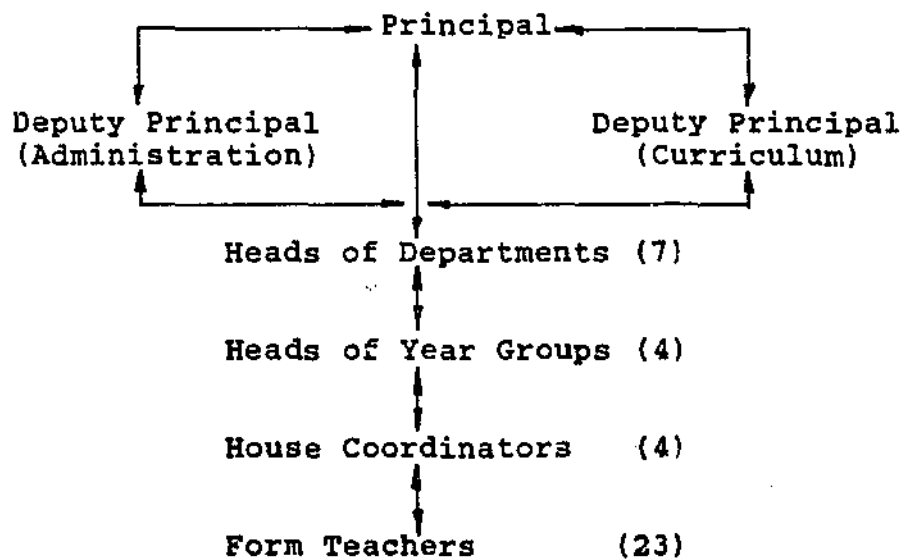 Principal
Deputy Principal
(Administration)
Deputy Principal
(Curriculum)
Heads of Departments (7)
Heads of Year Groups (4)
House Coordinators (4)
Form Teachers (23)